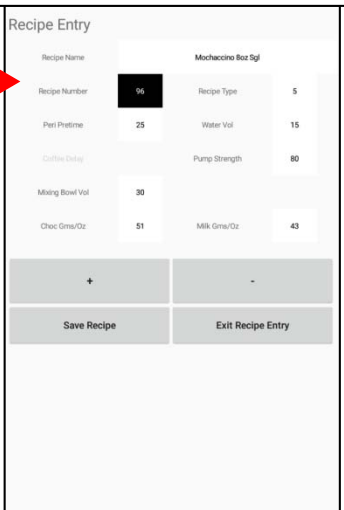 Recipe Entry
Recipe Name Mochaccino 8oz Sgl
Recipe Number 96 Recipe Type 5
Peri Pretime 25 Water Vol 15
Coffee Delay Pump Strength 80
Mixing Bowl Vol 30
Choc Gms/Oz 51 Milk Gms/Oz 43
+ -
Save Recipe Exit Recipe Entry